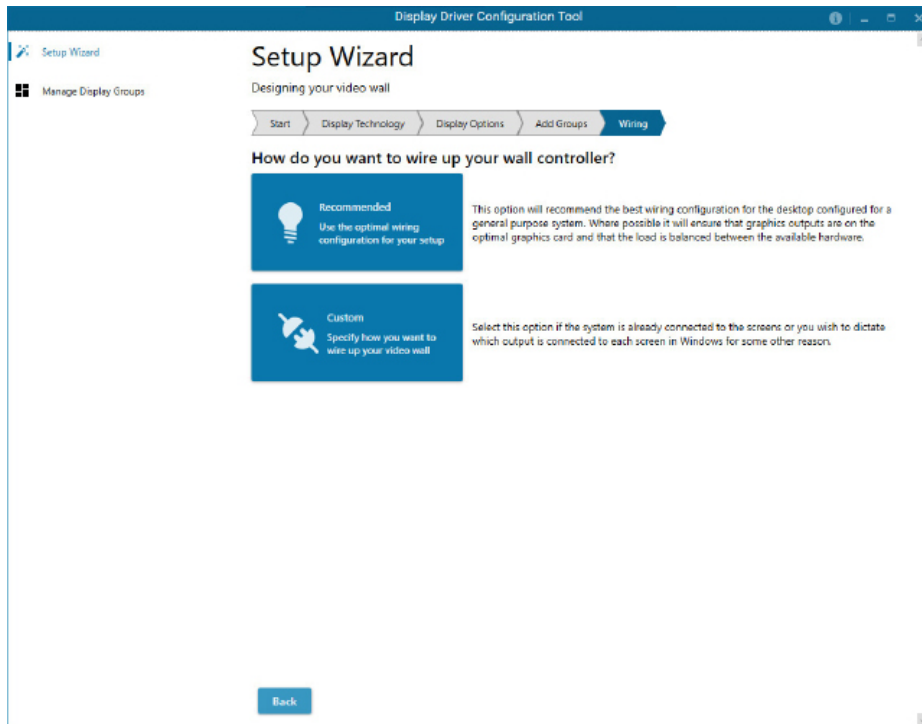 Display Driver Configuration Tool
Setup Wizard
Manage Display Groups
Setup Wizard
Designing your video wall
Start
Display Technology
Display Options
Add Groups
Wiring
How do you want to wire up your wall controller?
Recommended
Use the optimal wiring
configuration for your setup
This option will recommend the best wiring configuration for the desktop configured for a
general purpose system. Where possible it will ensure that graphics outputs are on the
optimal graphics card and that the load is balanced between the available hardware.
Custom
Specify how you want to
wire up your video wall
Select this option if the system is already connected to the screens or you wish to dictate
which output is connected to each screen in Windows for some other reason.
Back